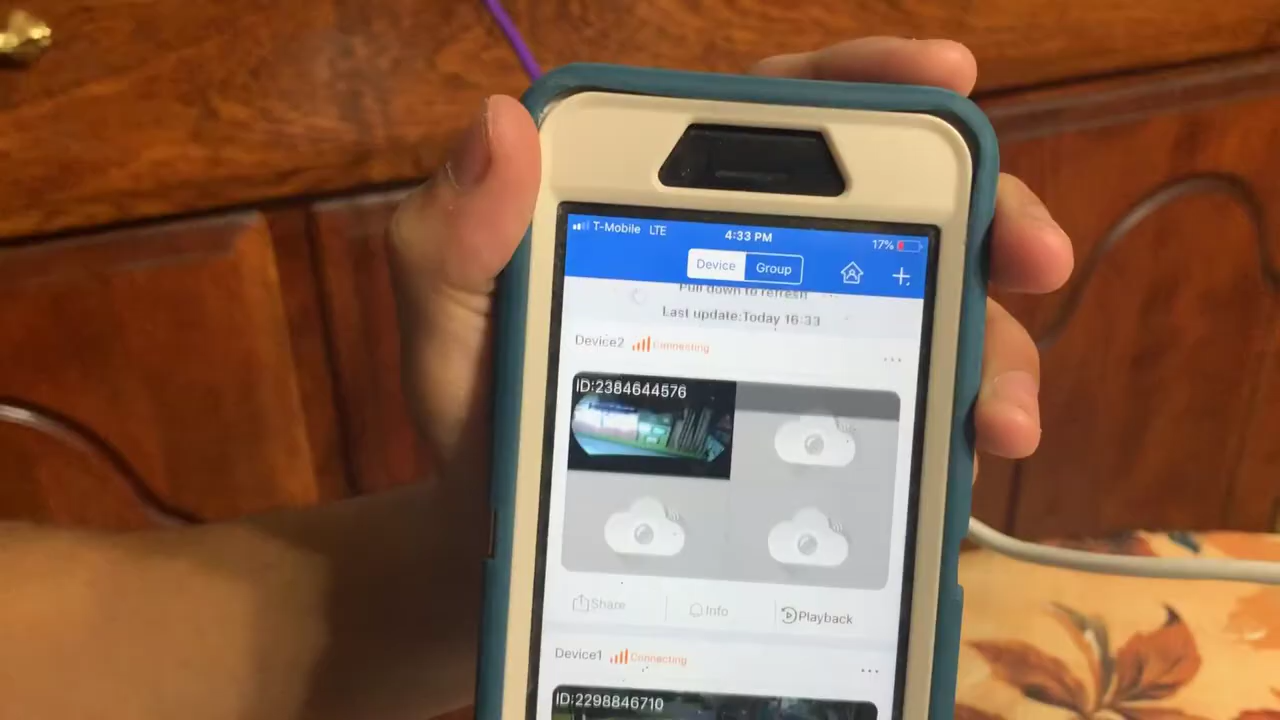 T-Mobile LTE 4:33 PM 17%
Device Group
Pull down to refresh
Last update:Today 16:33
Device2 Connecting
ID:2384644576
Share Info Playback
Device1 Connecting
ID:2298846710